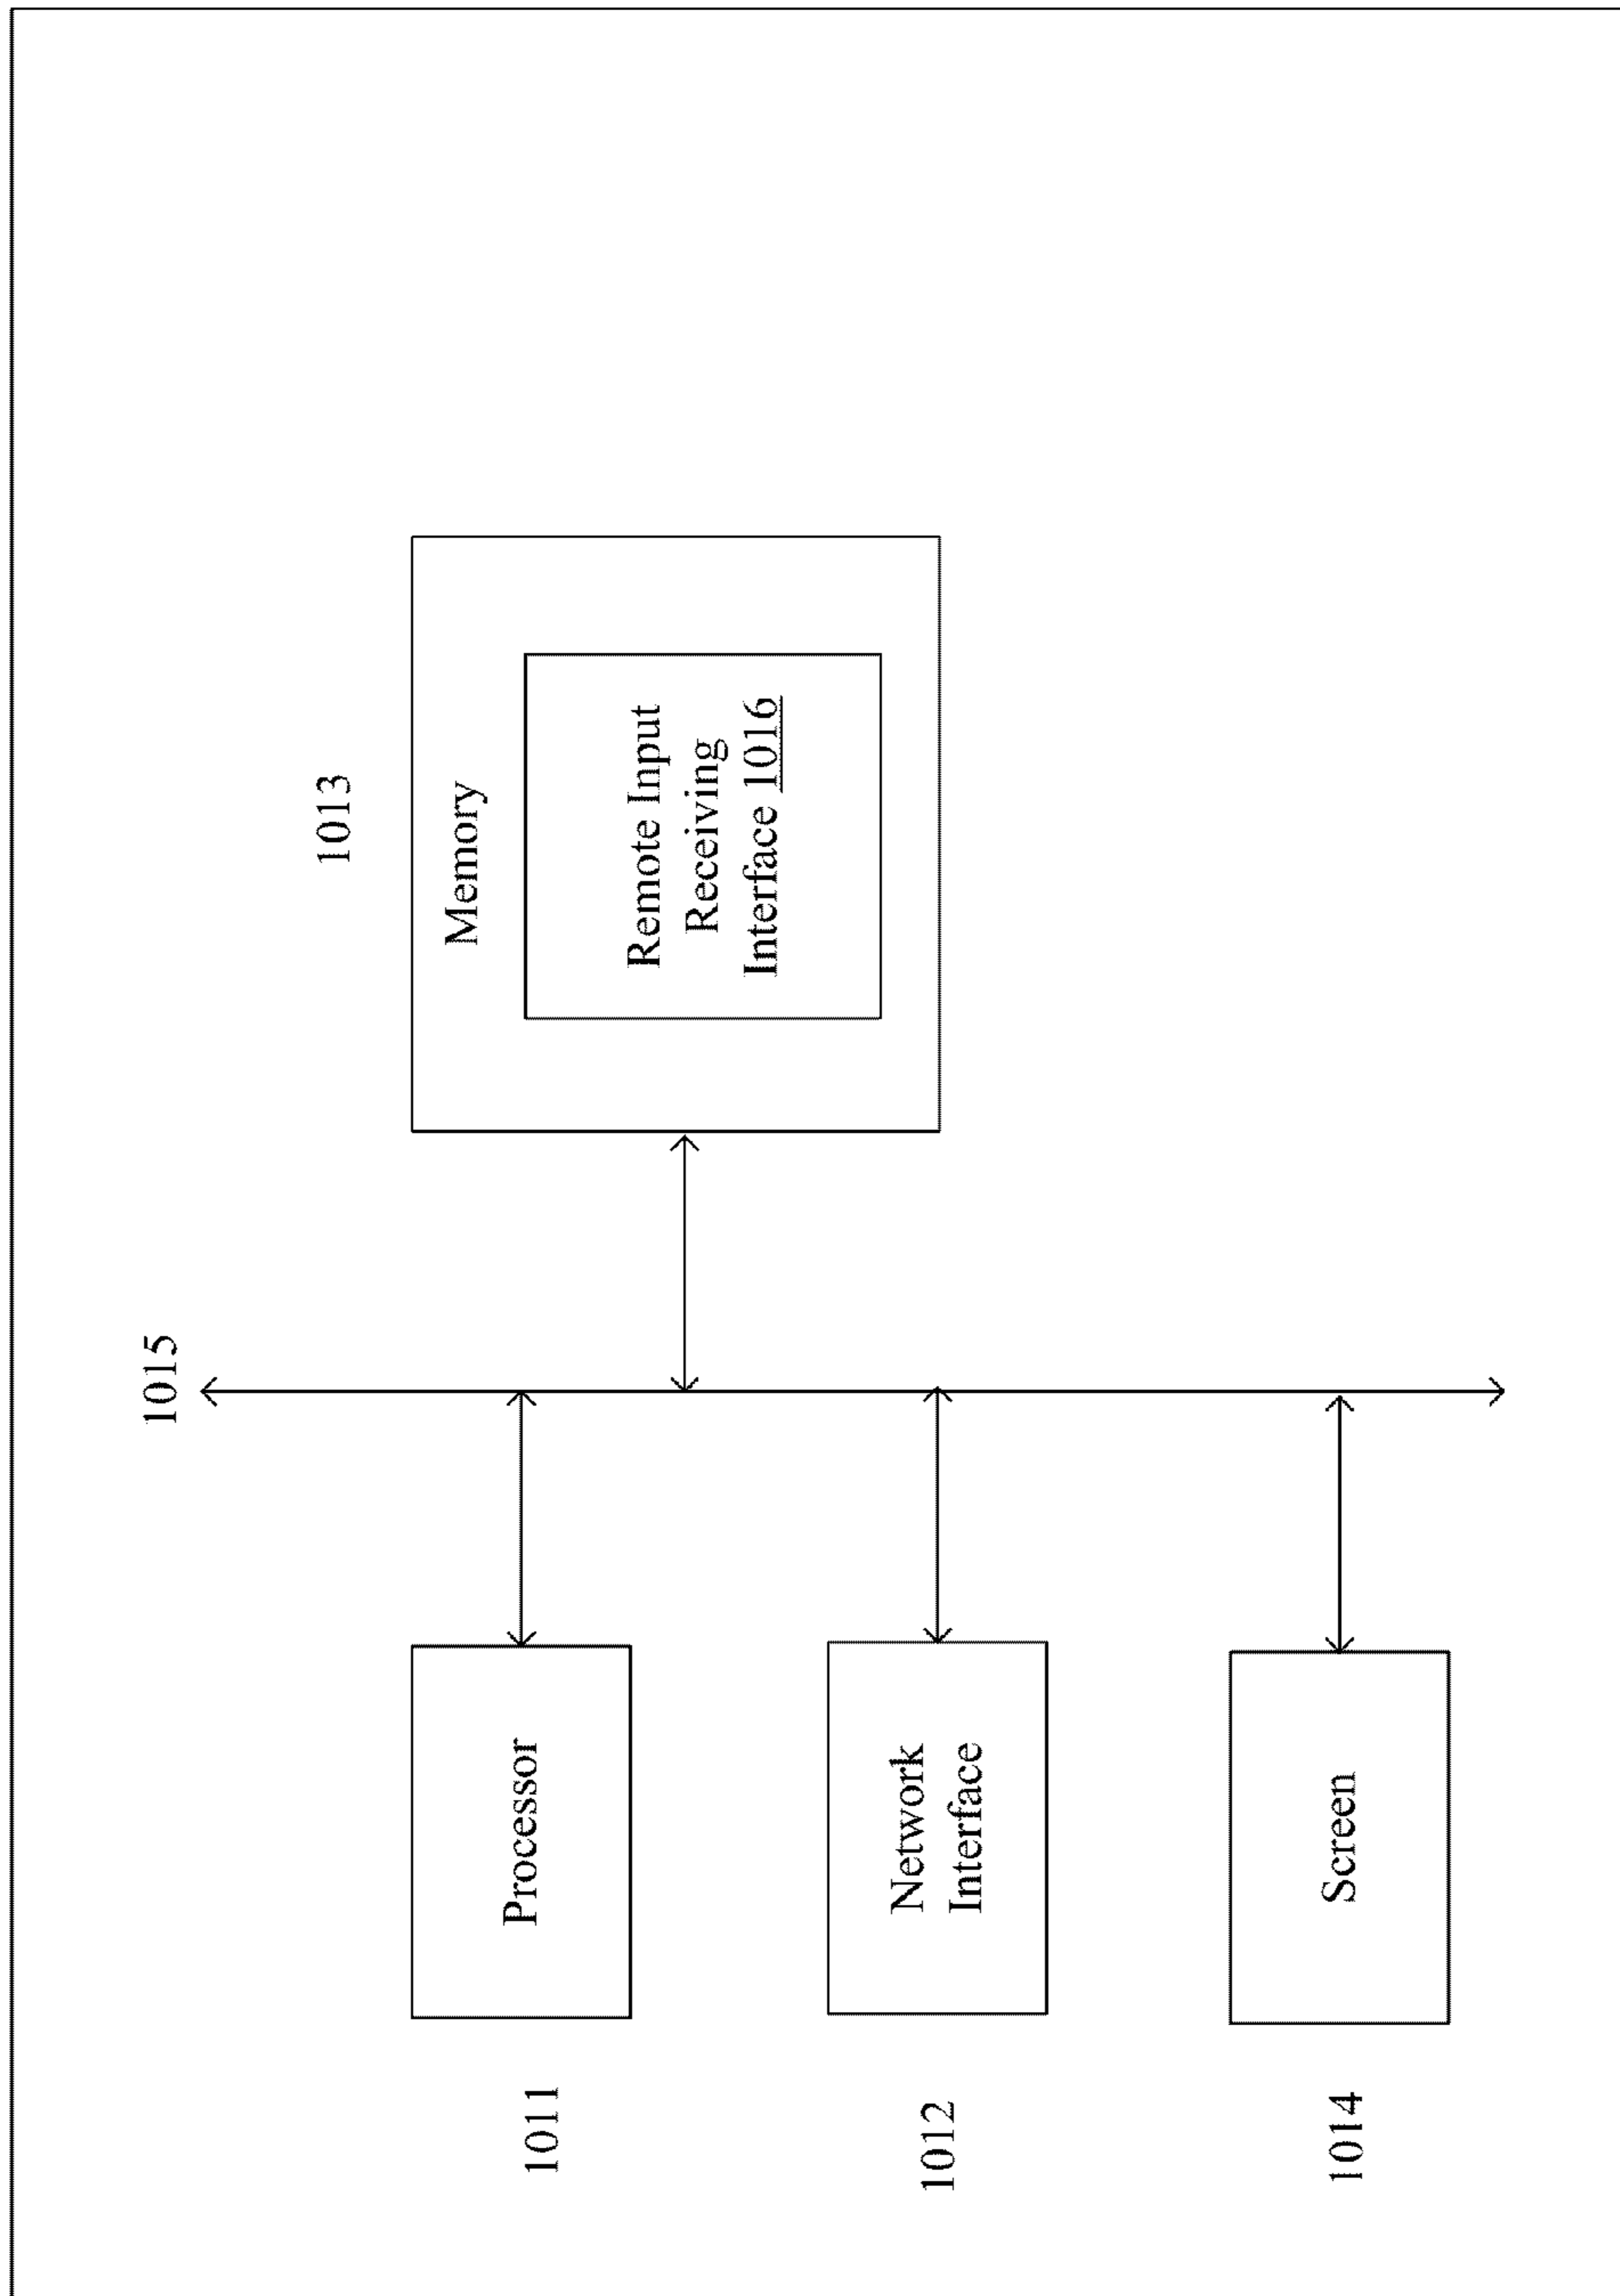 1015
1013
1011
Processor
Memory
Remote Input
Receiving
Interface 1016
1012
Network
Interface
1014
Screen